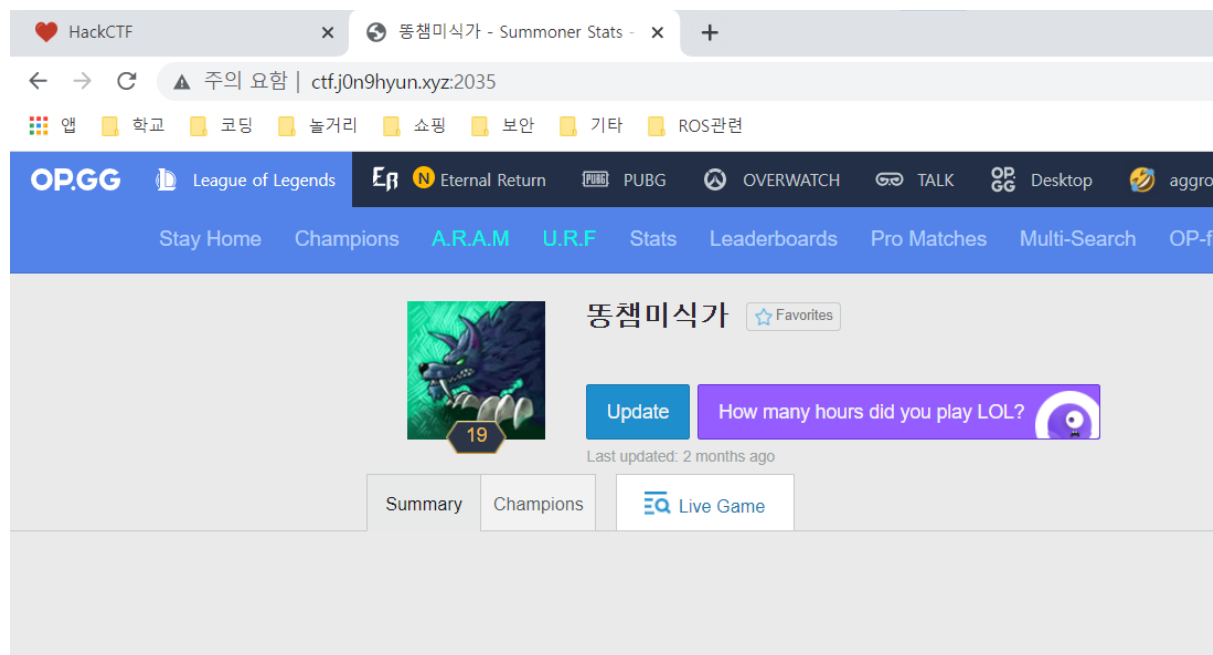 HackCTF
똥챔미식가 - Summoner Stats -
주의 요함 | ctf.j0n9hyun.xyz:2035
앱 학교 코딩 놀거리 쇼핑 보안 기타 ROS관련
OP.GG League of Legends ER N Eternal Return PUBG PUBG OVERWATCH TALK OP.GG Desktop aggro
Stay Home Champions A.R.A.M U.R.F Stats Leaderboards Pro Matches Multi-Search OP-f
똥챔미식가 Favorites
19
Update How many hours did you play LOL?
Last updated: 2 months ago
Summary Champions Live Game